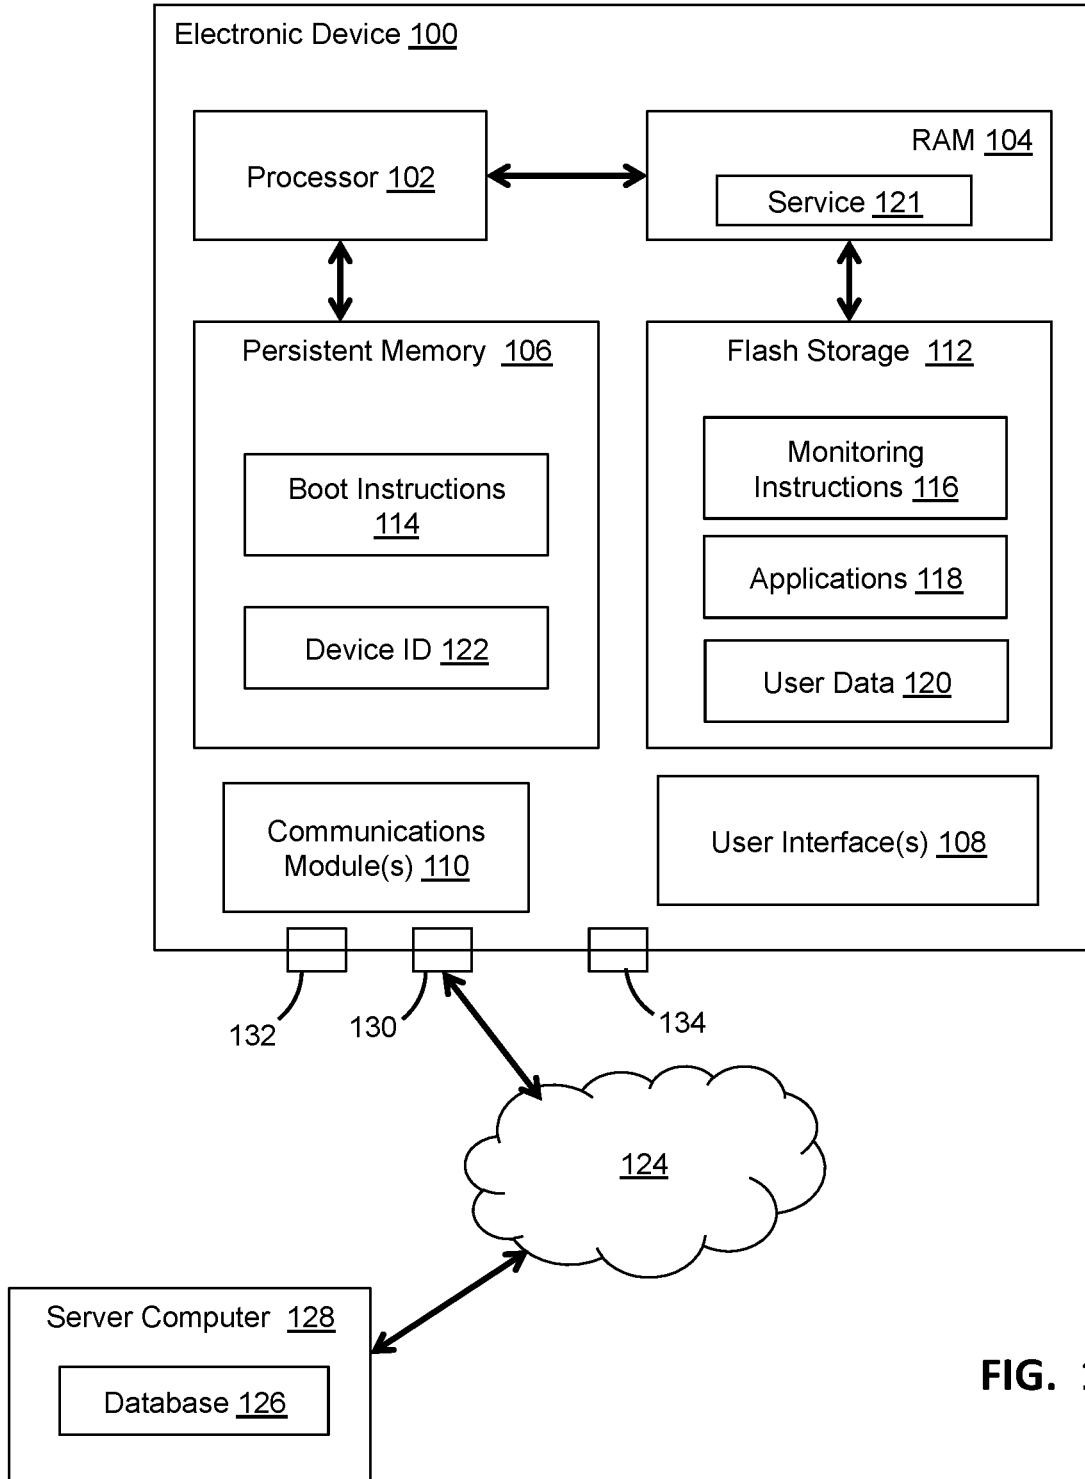 Electronic Device 100
Processor 102
RAM 104
Service 121
Persistent Memory 106
Flash Storage 112
Boot Instructions
114
Device ID 122
Monitoring
Instructions 116
Applications 118
User Data 120
Communications
Module(s) 110
User Interface(s) 108
132
130
134
124
Server Computer 128
Database 126
FIG.